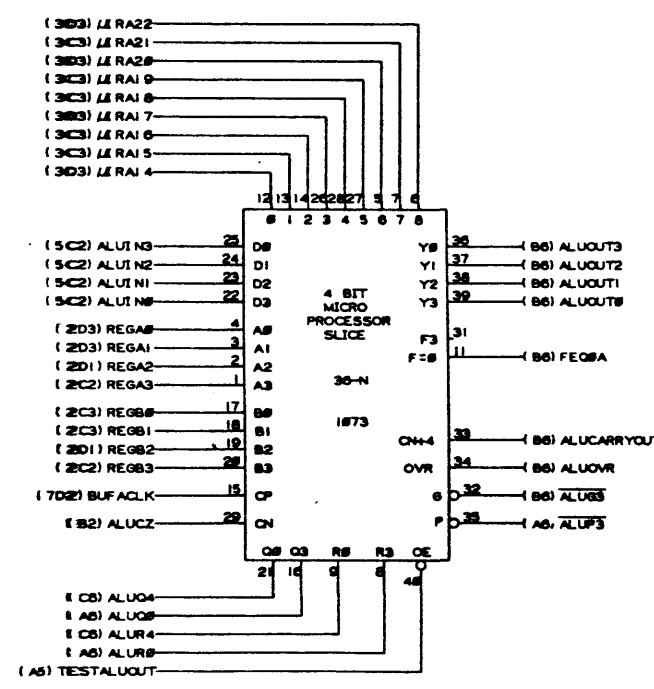 (3D3) µIRA22
(3C3) µIRA21
(3D3) µIRA20
(3C3) µIRA19
(3C3) µIRA18
(3D3) µIRA17
(3C3) µIRA16
(3C3) µIRA15
(3D3) µIRA14
12 13 14 26 28 27 5 7 6
0 1 2 3 4 5 6 7 8
(5C2) ALUIN3 25 D0 Y0 36 (B6) ALUOUT3
(5C2) ALUIN2 24 D1 Y1 37 (B6) ALUOUT2
(5C2) ALUIN1 23 D2 Y2 38 (B6) ALUOUT1
(5C2) ALUIN0 22 D3 Y3 39 (B6) ALUOUT0
4 BIT
MICRO
PROCESSOR
SLICE
(2D3) REGA0 4 A0 F3 31
(2D3) REGA1 3 A1
(2D1) REGA2 2 A2 F=0 11 (B6) FEQ0A
(2C2) REGA3 1 A3
36-N
1873
(2C3) REGB0 17 B0
(2C3) REGB1 18 B1 CN+4 33 (B6) ALUCARRYOU
(2D1) REGB2 19 B2
(2C2) REGB3 20 B3 OVR 34 (B6) ALUOVR
(7D2) BUFACLK 15 CP G 32 (B6) ALUG3
(B2) ALUCZ 29 CN P 35 (A6) ALUP3
Q0 Q3 R0 R3 OE
21 16 9 8 40
(C6) ALUQ4
(A6) ALUQ0
(C6) ALUR4
(A6) ALUR0
(A5) TESTALUOUT